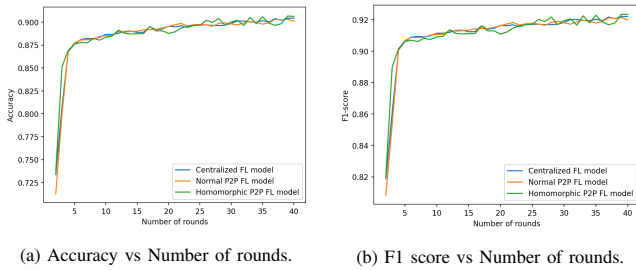 0.900
0.875
0.850
0.825
0.800
0.775
0.750
0.725
Accuracy
5 10 15 20 25 30 35 40
Number of rounds
Centralized FL model
Normal P2P FL model
Homomorphic P2P FL model
(a) Accuracy vs Number of rounds.
0.92
0.90
0.88
0.86
0.84
0.82
F1-score
5 10 15 20 25 30 35 40
Number of rounds
Centralized FL model
Normal P2P FL model
Homomorphic P2P FL model
(b) F1 score vs Number of rounds.